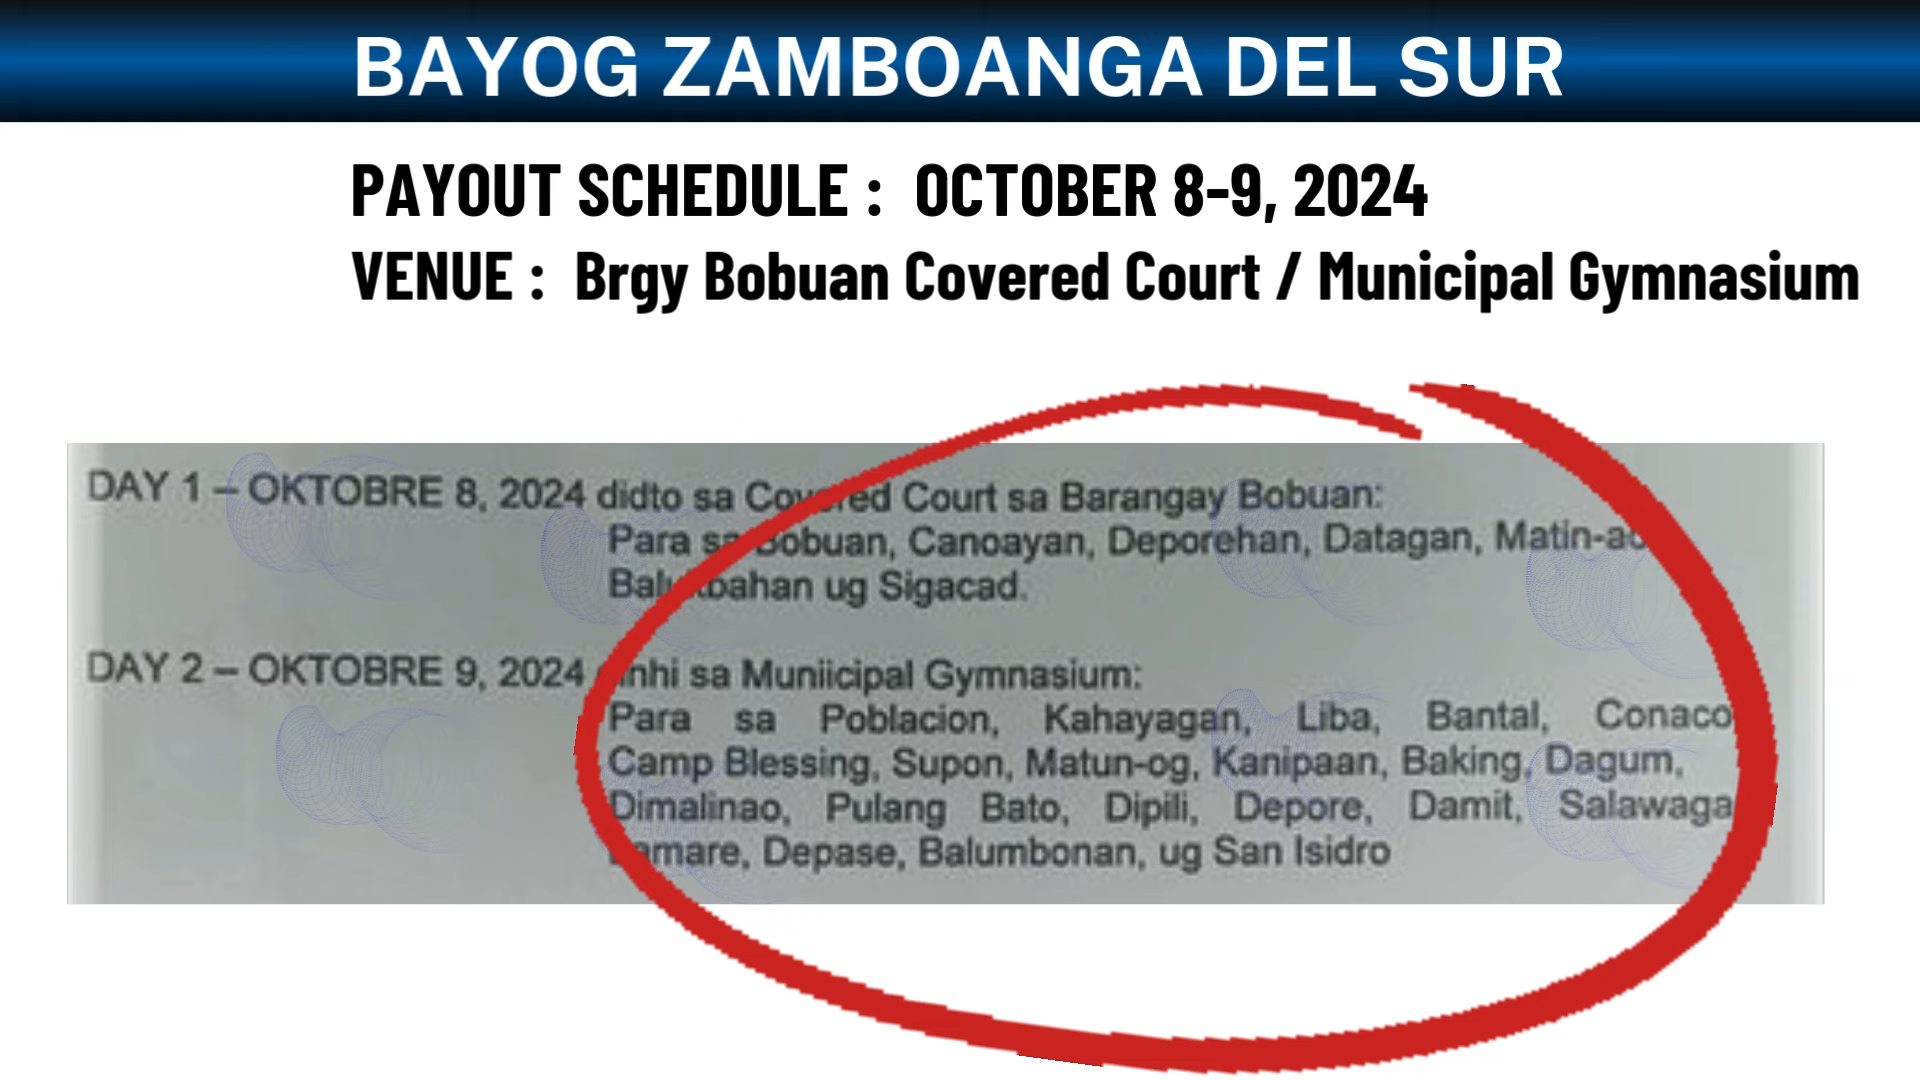 BAYOG ZAMBOANGA DEL SUR
PAYOUT SCHEDULE : OCTOBER 8-9, 2024
VENUE : Brgy Bobuan Covered Court / Municipal Gymnasium
DAY 1 – OKTOBRE 8, 2024 didto sa Covered Court sa Barangay Bobuan:
Para sa Bobuan, Canoayan, Deporehan, Datagan,
ug Sigacad.
DAY 2 – OKTOBRE 9, 2024 sa Muniicipal Gymnasium:
Para sa Poblacion, Kahayagan, Liba, Bantal, Conaco
Camp Blessing, Supon, Matun-og, Kanipaan, Baking, Dagum,
Dimalinao, Pulang Bato, Dipili, Depore, Damit, Salawaga
Depase, Balumbonan, ug San Isidro